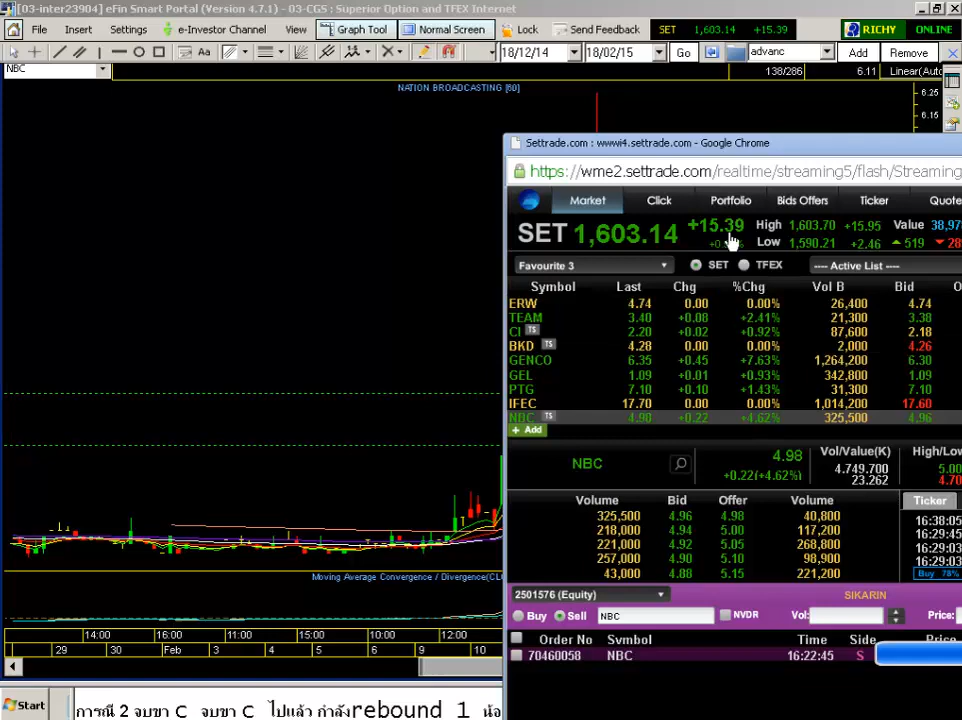 [03-inter23904] eFin Smart Portal (Version 4.7.1) - 03-CGS : Superior Option and TFEX Internet
File Insert Settings e-Investor Channel View Graph Tool Normal Screen Lock Send Feedback SET 1,603.14 +15.39 RICHY ONLINE
Aa 18/12/14 18/02/15 Go advanc Add Remove
NBC 138/286 6.11 Linear(Auto
NATION BROADCASTING [60]
6.25
6.15
Settrade.com : wwwi4.settrade.com - Google Chrome
https://wme2.settrade.com/realtime/streaming5/flash/Streaming
Market Click Portfolio Bids Offers Ticker Quote
SET 1,603.14 +15.39 High 1,603.70 +15.95 Value 38,97
Low 1,590.21 +2.46 519 28
Favourite 3 SET TFEX ---- Active List ----
Symbol Last Chg %Chg Vol B Bid O
ERW 4.74 0.00 0.00% 26,400 4.74
TEAM 3.40 +0.08 +2.41% 21,300 3.38
CI TS 2.20 +0.02 +0.92% 87,600 2.18
BKD TS 4.28 0.00 0.00% 2,000 4.26
GENCO 6.35 +0.45 +7.63% 1,264,200 6.30
GEL 1.09 +0.01 +0.93% 342,800 1.09
PTG 7.10 +0.10 +1.43% 31,300 7.10
IFEC 17.70 0.00 0.00% 1,014,200 17.60
NBC TS 4.98 +0.22 +4.62% 325,500 4.96
+ Add
NBC 4.98 Vol/Value(K) High/Low
+0.22(+4.62%) 4,749.700 5.00
23.262 4.70
Volume Bid Offer Volume Ticker
325,500 4.96 4.98 40,800 16:38:05
218,000 4.94 5.00 117,200 16:29:45
221,000 4.92 5.05 268,800 16:29:03
257,000 4.90 5.10 98,900 16:29:03
43,000 4.88 5.15 221,200 Buy 78%
Moving Average Convergence / Divergence(CL
2501576 (Equity) SIKARIN
Buy Sell NBC NVDR Vol: Price:
Order No Symbol Time Side Price
70460058 NBC 16:22:45 S
14:00 16:00 11:00 15:00 10:00 12:00
29 30 Feb 3 4 5 6 9 10
Start การณี 2 จบขา c จบขา c ไปแล้ว กำลังrebound 1 น้อ